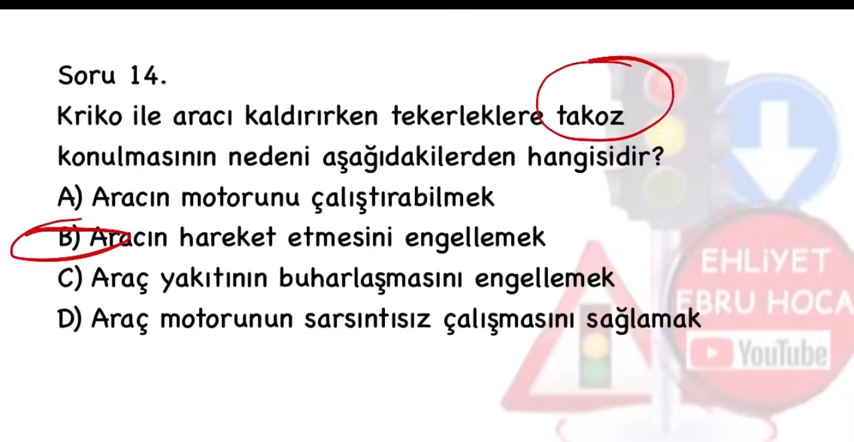 Soru 14.
Kriko ile aracı kaldırırken tekerleklere takoz
konulmasının nedeni aşağıdakilerden hangisidir?
A) Aracın motorunu çalıştırabilmek
B) Aracın hareket etmesini engellemek
C) Araç yakıtının buharlaşmasını engellemek
D) Araç motorunun sarsıntısız çalışmasını sağlamak
EHLİYET
EBRU HOCA
YouTube